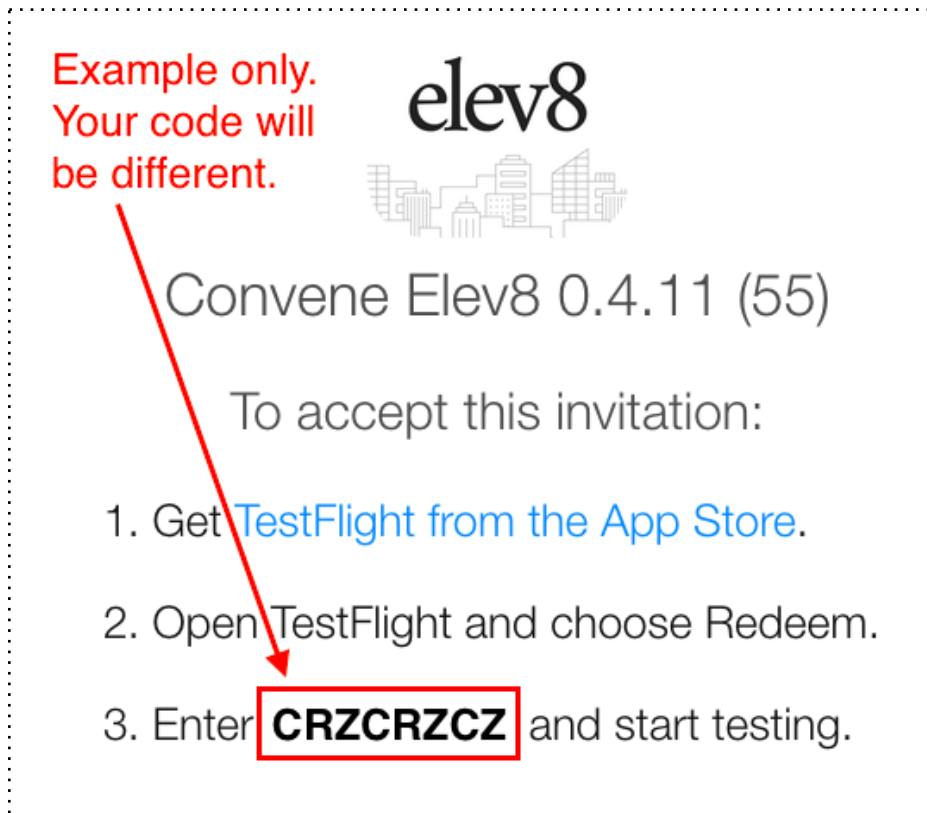 Example only.
Your code will
be different.
elev8
Convene Elev8 0.4.11 (55)
To accept this invitation:
1. Get TestFlight from the App Store.
2. Open TestFlight and choose Redeem.
3. Enter CRZCRZCZ and start testing.